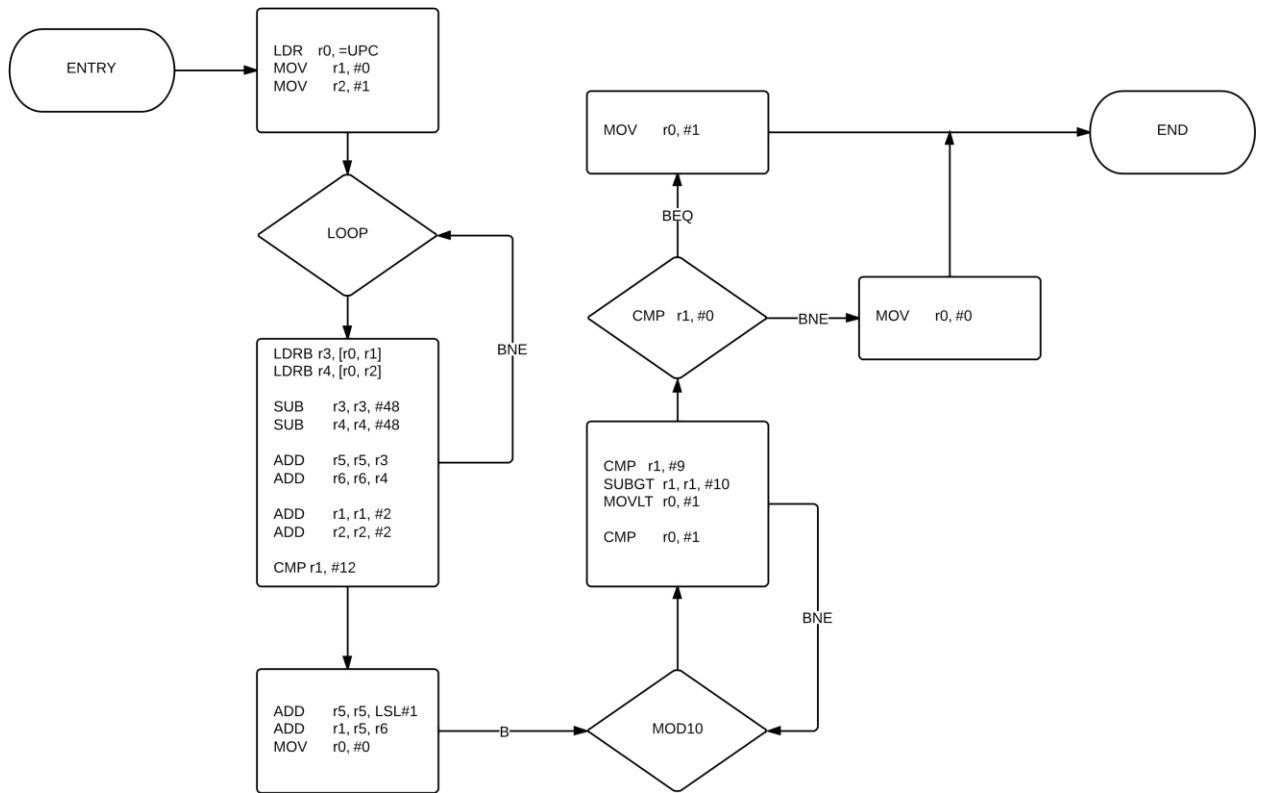 ENTRY
LDR r0, =UPC
MOV r1, #0
MOV r2, #1
LOOP
BNE
LDRB r3, [r0, r1]
LDRB r4, [r0, r2]
SUB r3, r3, #48
SUB r4, r4, #48
ADD r5, r5, r3
ADD r6, r6, r4
ADD r1, r1, #2
ADD r2, r2, #2
CMP r1, #12
ADD r5, r5, LSL#1
ADD r1, r5, r6
MOV r0, #0
B
MOD10
BNE
CMP r1, #9
SUBGT r1, r1, #10
MOVLT r0, #1
CMP r0, #1
CMP r1, #0
BNE
MOV r0, #0
BEQ
MOV r0, #1
END